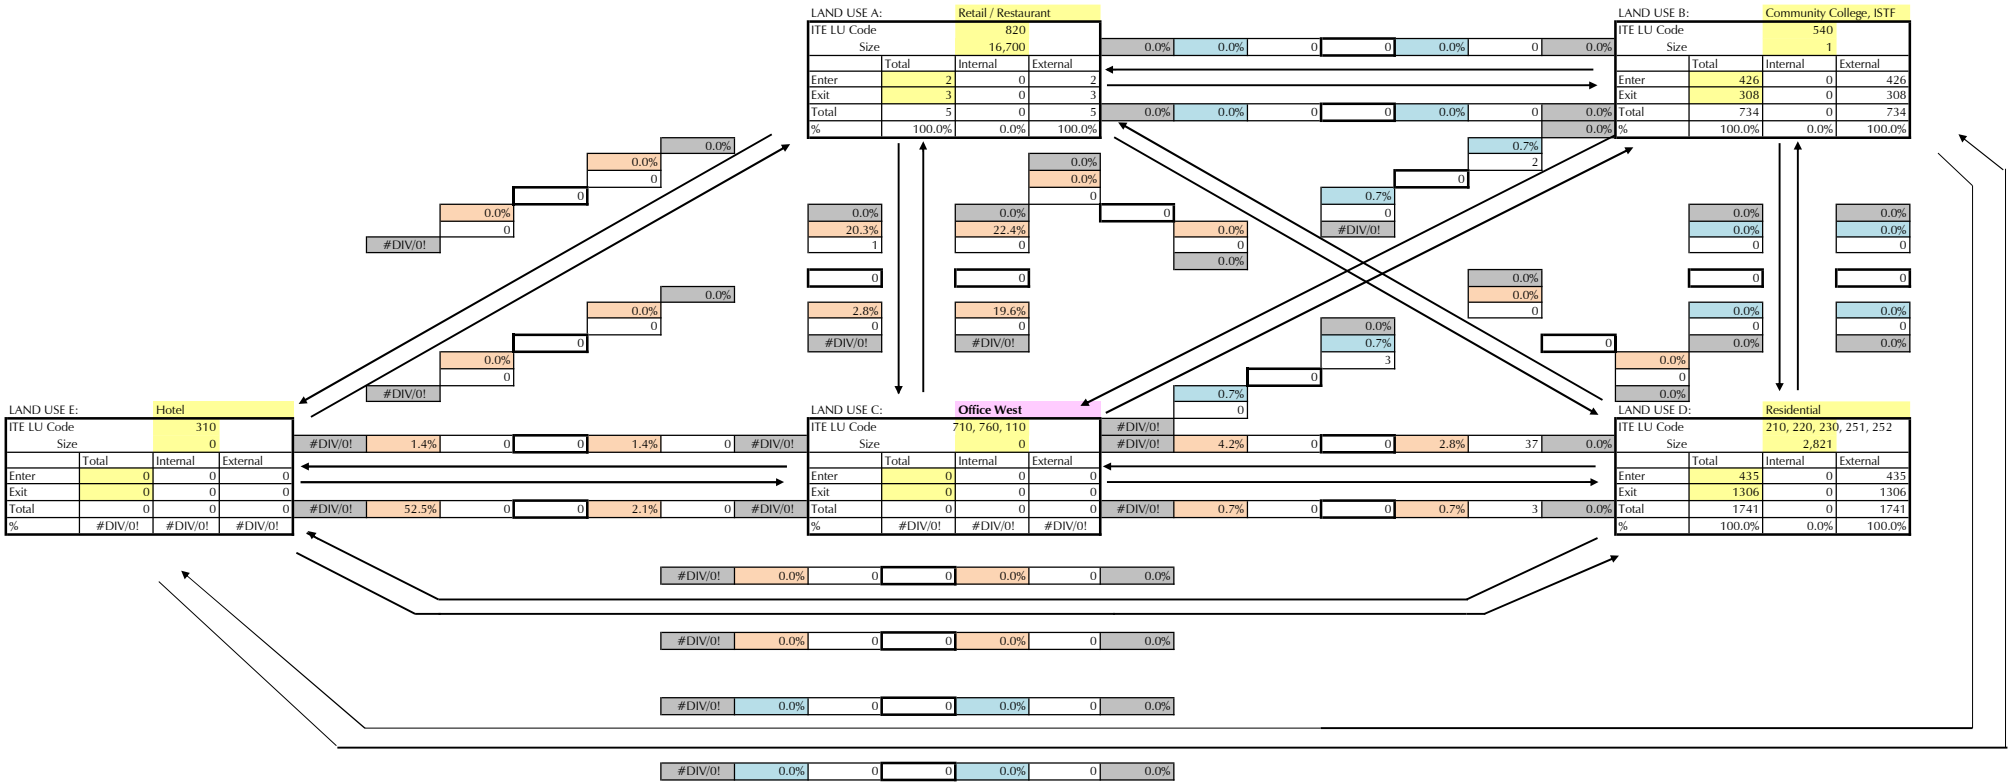 LAND USE A: Retail / Restaurant LAND USE B: Community College, ISTF
ITE LU Code 820 ITE LU Code 540
Size 16,700 0.0% 0.0% 0 0 0.0% 0 0.0% Size 1
Total Internal External Total Internal External
Enter 2 0 2 Enter 426 0 426
Exit 3 0 3 Exit 308 0 308
Total 5 0 5 0.0% 0.0% 0 0 0.0% 0 0.0% Total 734 0 734
% 100.0% 0.0% 100.0% 0.0% % 100.0% 0.0% 100.0%
0.0% 0.7%
0.0% 0.0% 2
0 0.0% 0
0 0 0.7%
0.0% 0.0% 0.0% 0 0 0.0% 0.0%
0 20.3% 22.4% 0.0% #DIV/0! 0.0% 0.0%
#DIV/0! 1 0 0 0 0
0.0%
0 0 0.0% 0 0
0.0% 0.0%
0.0% 2.8% 19.6% 0 0.0% 0.0%
0 0 0 0.0% 0 0
0 #DIV/0! #DIV/0! 0.7% 0 0.0% 0.0%
0.0% 3 0.0%
0 0 0
#DIV/0! 0.7% 0.0%
LAND USE E: Hotel LAND USE C: Office West 0 LAND USE D: Residential
ITE LU Code 310 ITE LU Code 710, 760, 110 #DIV/0! ITE LU Code 210, 220, 230, 251, 252
Size 0 #DIV/0! 1.4% 0 0 1.4% 0 #DIV/0! Size 0 #DIV/0! 4.2% 0 0 2.8% 37 0.0% Size 2,821
Total Internal External Total Internal External Total Internal External
Enter 0 0 0 Enter 0 0 0 Enter 435 0 435
Exit 0 0 0 Exit 0 0 0 Exit 1306 0 1306
Total 0 0 0 #DIV/0! 52.5% 0 0 2.1% 0 #DIV/0! Total 0 0 0 #DIV/0! 0.7% 0 0 0.7% 3 0.0% Total 1741 0 1741
% #DIV/0! #DIV/0! #DIV/0! % #DIV/0! #DIV/0! #DIV/0! % 100.0% 0.0% 100.0%
#DIV/0! 0.0% 0 0 0.0% 0 0.0%
#DIV/0! 0.0% 0 0 0.0% 0 0.0%
#DIV/0! 0.0% 0 0 0.0% 0 0.0%
#DIV/0! 0.0% 0 0 0.0% 0 0.0%